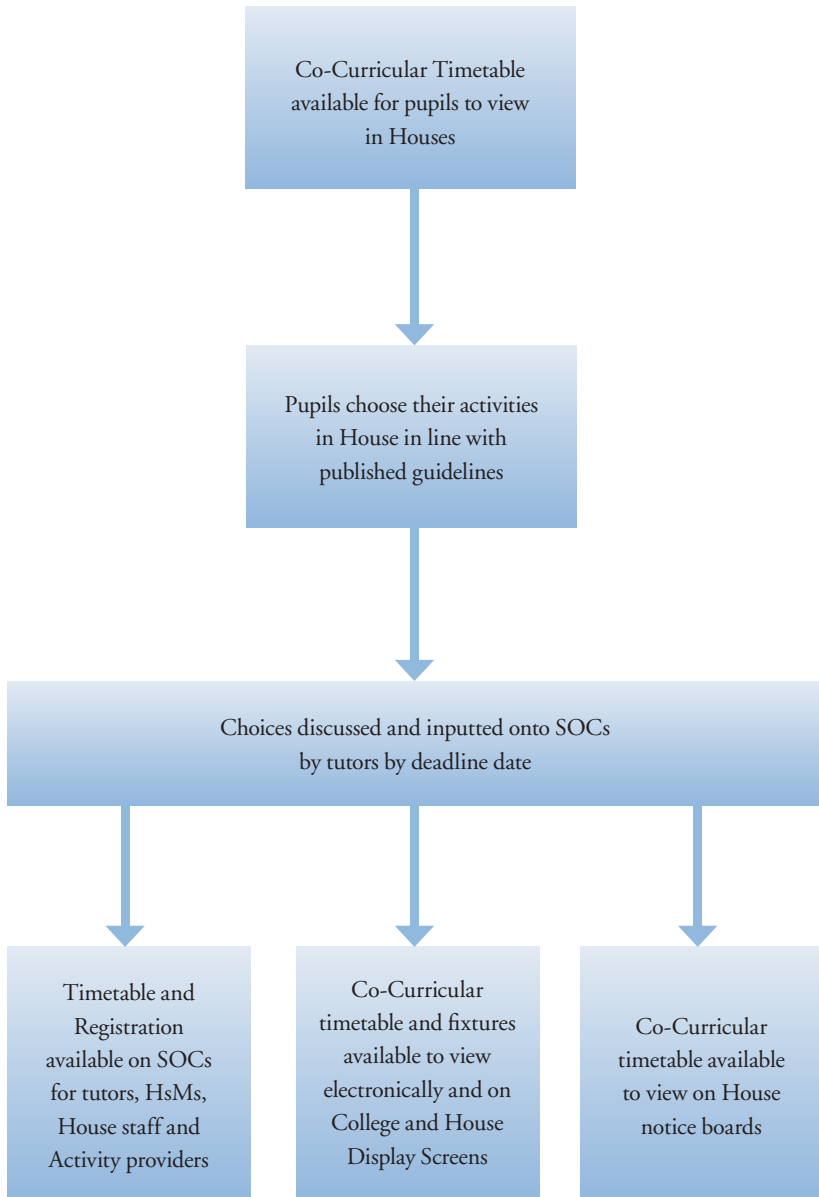 Co-Curricular Timetable
available for pupils to view
in Houses
Pupils choose their activities
in House in line with
published guidelines
Choices discussed and inputted onto SOCs
by tutors by deadline date
Timetable and
Registration
available on SOCs
for tutors, HsMs,
House staff and
Activity providers
Co-Curricular
timetable and fixtures
available to view
electronically and on
College and House
Display Screens
Co-Curricular
timetable available
to view on House
notice boards